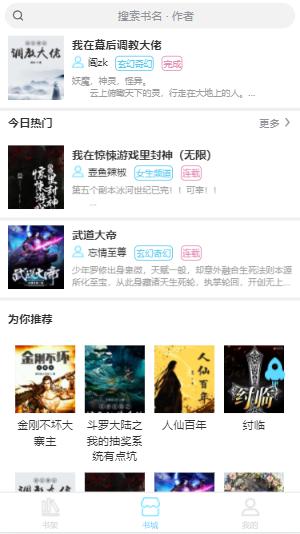 搜索书名 · 作者
调教大佬
我在幕后调教大佬
阎zk 玄幻奇幻 完成
妖魔，神灵，怪异。
云上俯瞰天下的灵，行走在大地上的人。...
今日热门
更多 >
惊悚游戏封神
我在惊悚游戏里封神（无限）
壶鱼辣椒 女生频道 连载
第五个副本冰河世纪已完！！可宰！！
...
武道大帝
武道大帝
忘情至尊 玄幻奇幻 连载
少年罗修出身卑微，天赋一般，却意外融合生死法则本源
所化至宝，从此身藏诸天生死轮，执掌轮回，开创无上...
为你推荐
金刚不坏
人仙百年
纣临
金刚不坏大
寨主
斗罗大陆之
我的抽奖系
统有点坑
人仙百年
纣临
调教大佬
书架
书城
我的